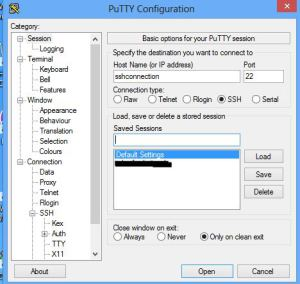 PuTTY Configuration
Category:
Session
Logging
Terminal
Keyboard
Bell
Features
Window
Appearance
Behaviour
Translation
Selection
Colours
Connection
Data
Proxy
Telnet
Rlogin
SSH
Kex
Auth
TTY
X11
Basic options for your PuTTY session
Specify the destination you want to connect to
Host Name (or IP address) Port
sshconnection 22
Connection type:
Raw Telnet Rlogin SSH Serial
Load, save or delete a stored session
Saved Sessions
Default Settings
Load
Save
Delete
Close window on exit:
Always Never Only on clean exit
About Open Cancel